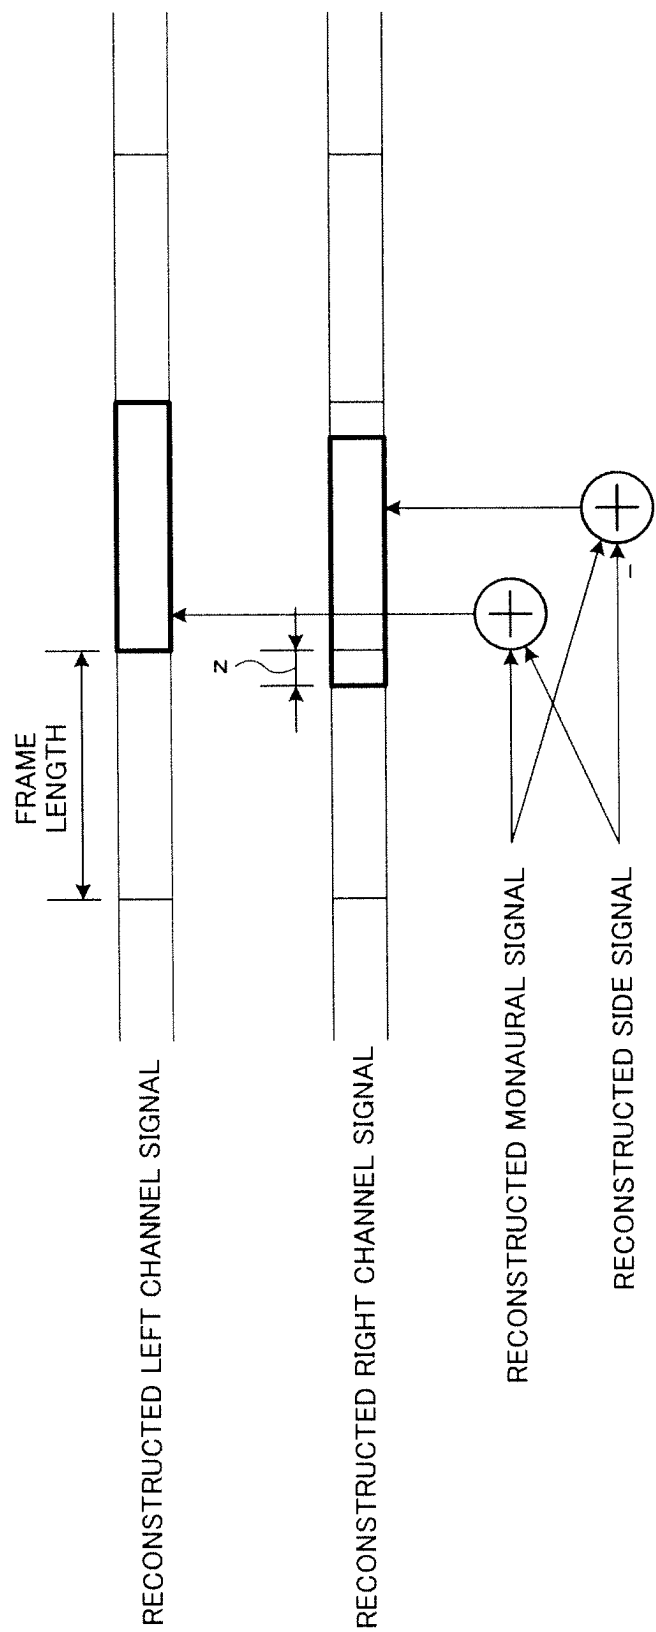 FRAME
LENGTH
RECONSTRUCTED LEFT CHANNEL SIGNAL
z
RECONSTRUCTED RIGHT CHANNEL SIGNAL
RECONSTRUCTED MONAURAL SIGNAL
−
RECONSTRUCTED SIDE SIGNAL